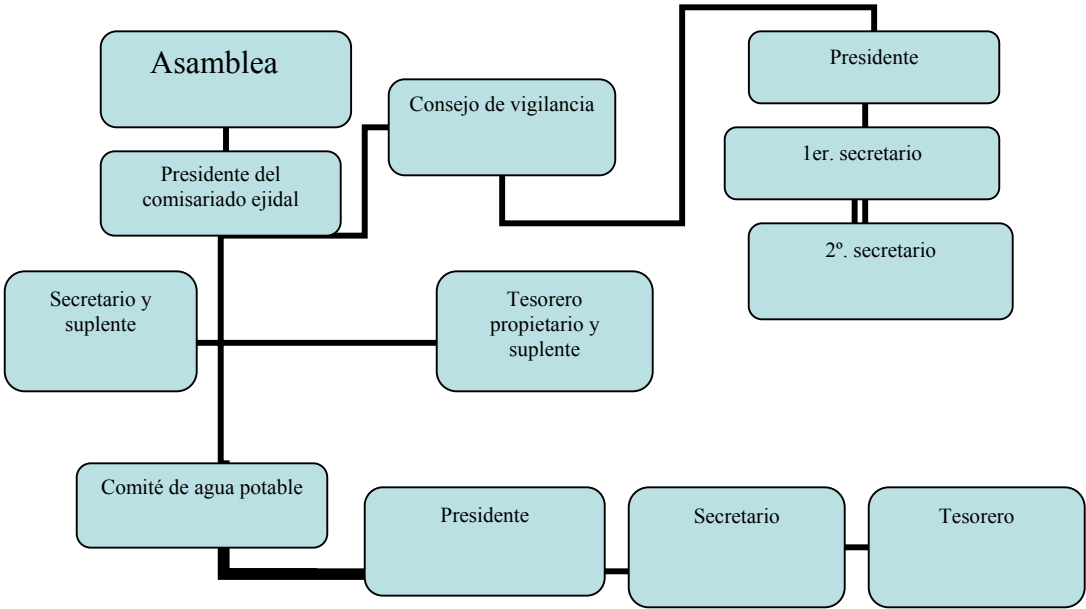 Asamblea
Presidente del
comisariado ejidal
Consejo de vigilancia
Presidente
1er. secretario
2º. secretario
Secretario y
suplente
Tesorero
propietario y
suplente
Comité de agua potable
Presidente
Secretario
Tesorero